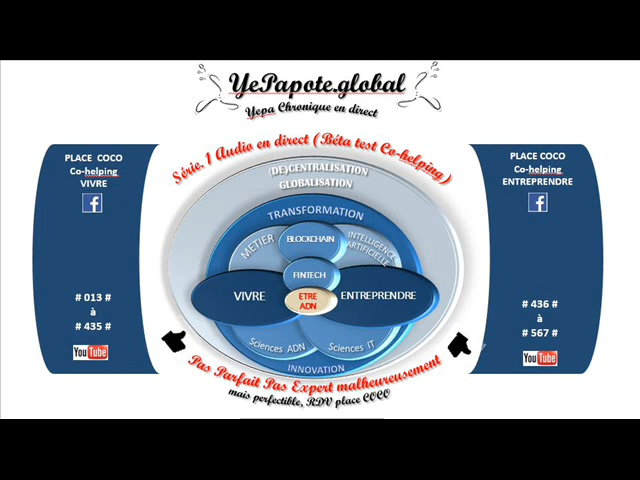 YePapote.global
Yepa Chronique en direct
Série, 1 Audio en direct (Béta test Co-helping)
PLACE COCO
Co-helping
VIVRE
# 013 #
à
# 435 #
YouTube
(DE)CENTRALISATION
GLOBALISATION
TRANSFORMATION
METIER
BLOCKCHAIN
INTELLIGENCE
ARTIFICIELLE
FINTECH
VIVRE
ETRE
ADN
ENTREPRENDRE
Sciences ADN
Sciences IT
INNOVATION
Pas Parfait Pas Expert malheureusement
mais perfectible, RDV place COCO
PLACE COCO
Co-helping
ENTREPRENDRE
# 436 #
à
# 567 #
YouTube